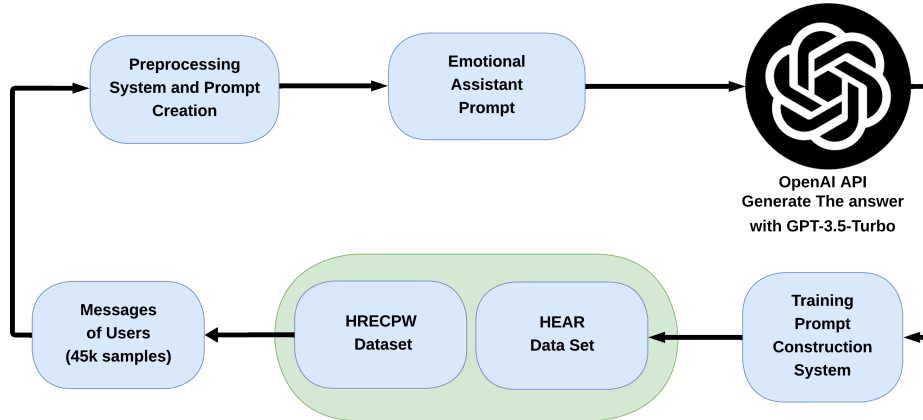 Preprocessing
System and Prompt
Creation
Emotional
Assistant
Prompt
OpenAI API
Generate The answer
with GPT-3.5-Turbo
Messages
of Users
(45k samples)
HRECPW
Dataset
HEAR
Data Set
Training
Prompt
Construction
System